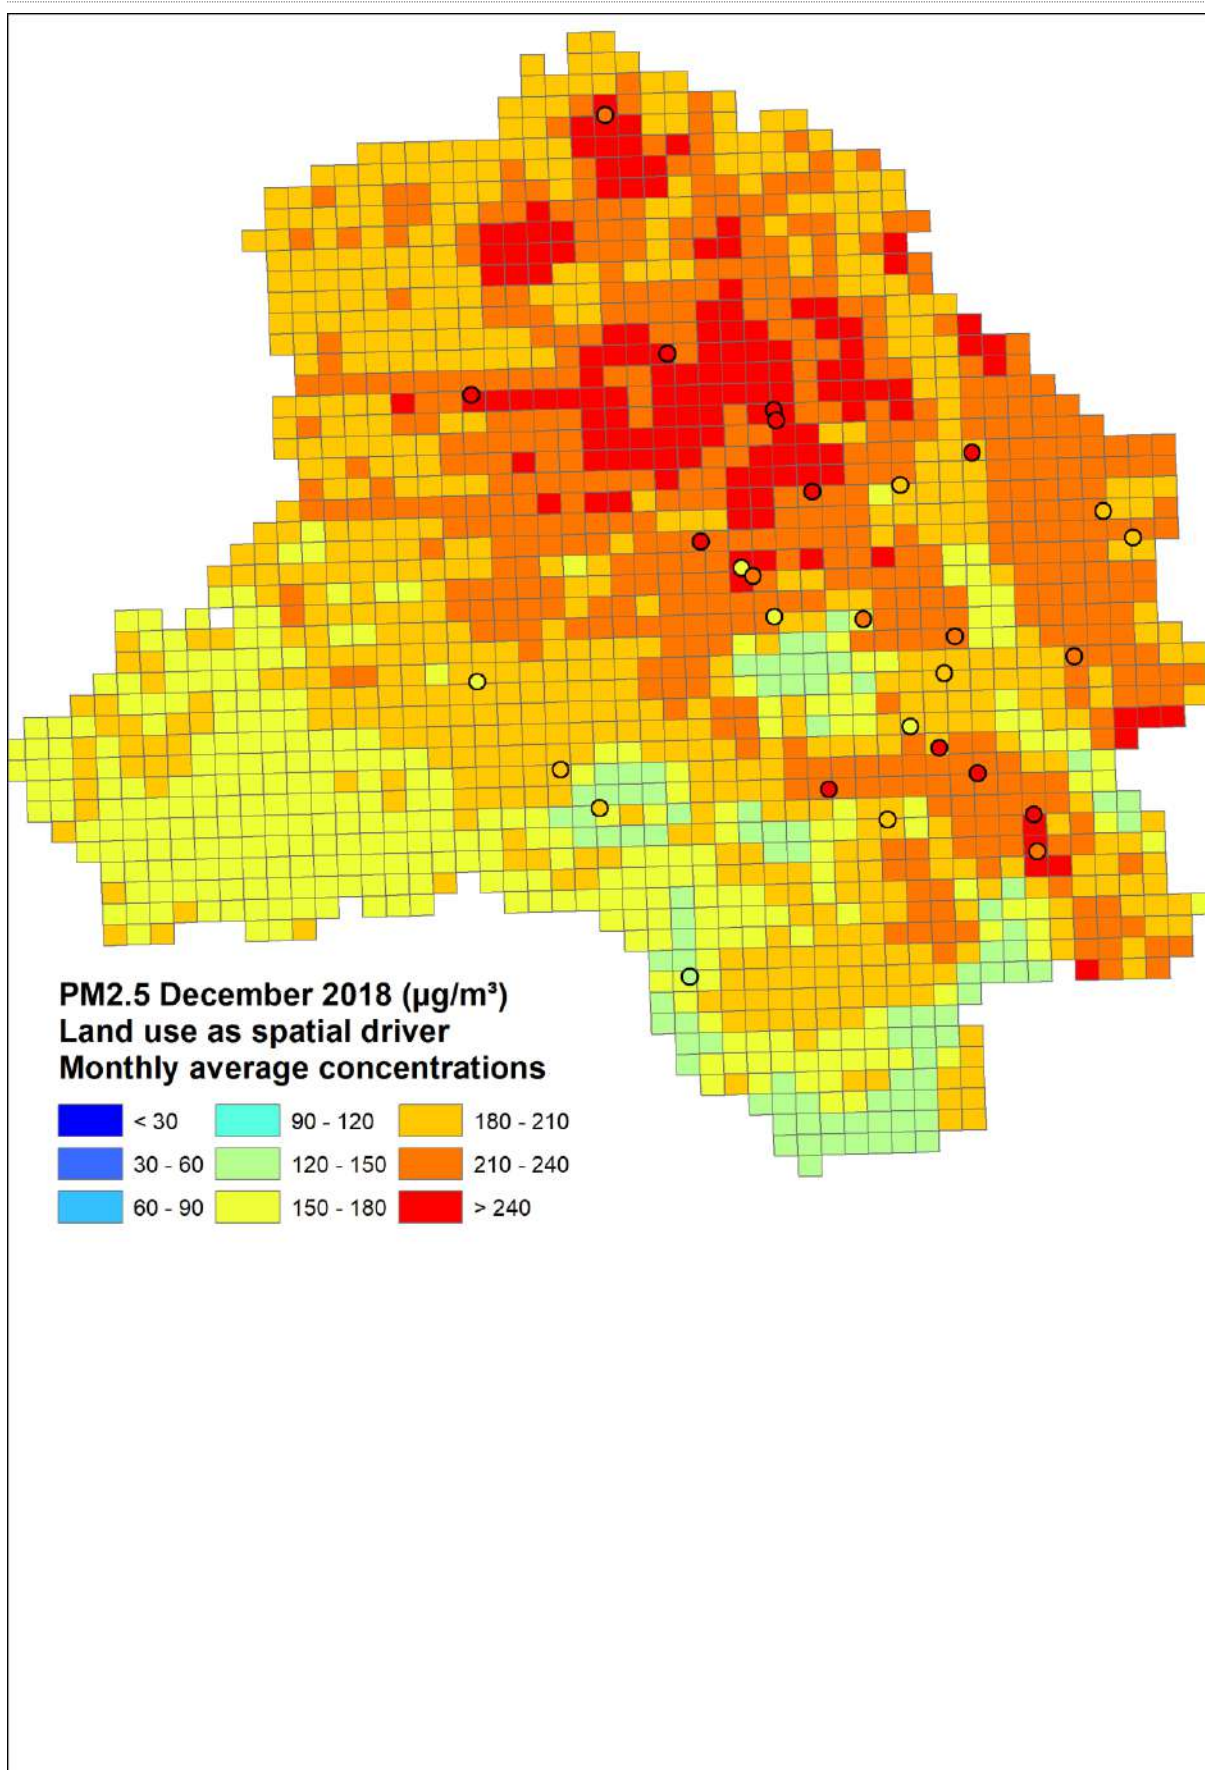 PM2.5 December 2018 (µg/m³)
Land use as spatial driver
Monthly average concentrations
< 30 90 - 120 180 - 210
30 - 60 120 - 150 210 - 240
60 - 90 150 - 180 > 240